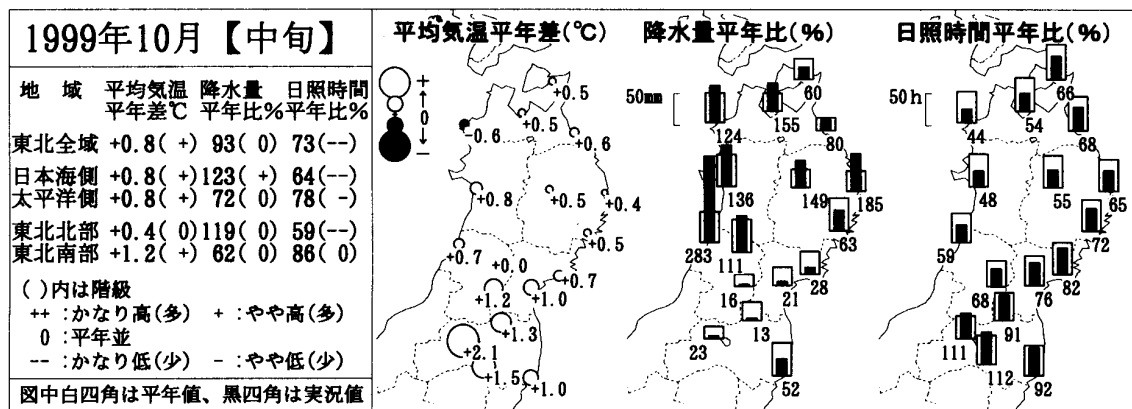 1999年10月【中旬】
地 域 平均気温 降水量 日照時間
平年差℃ 平年比% 平年比%
東北全域 +0.8( +) 93( 0) 73(--)
日本海側 +0.8( +) 123( +) 64(--)
太平洋側 +0.8( +) 72( 0) 78( -)
東北北部 +0.4( 0) 119( 0) 59(--)
東北南部 +1.2( +) 62( 0) 86( 0)
( )内は階級
++ :かなり高(多) + :やや高(多)
0 :平年並
-- :かなり低(少) - :やや低(少)
図中白四角は平年値、黒四角は実況値
平均気温平年差(℃)
+
0
-
+0.5
+0.5
-0.6
+0.6
+0.8
+0.5
+0.4
+0.5
+0.7
+0.0
+0.7
+1.2
+1.0
+1.3
+2.1
+1.5
+1.0
降水量平年比(%)
50mm
60
124
155
80
136
149
185
63
283
111
28
16
21
13
23
52
日照時間平年比(%)
50h
66
44
54
68
48
55
65
72
59
82
68
76
91
111
112
92